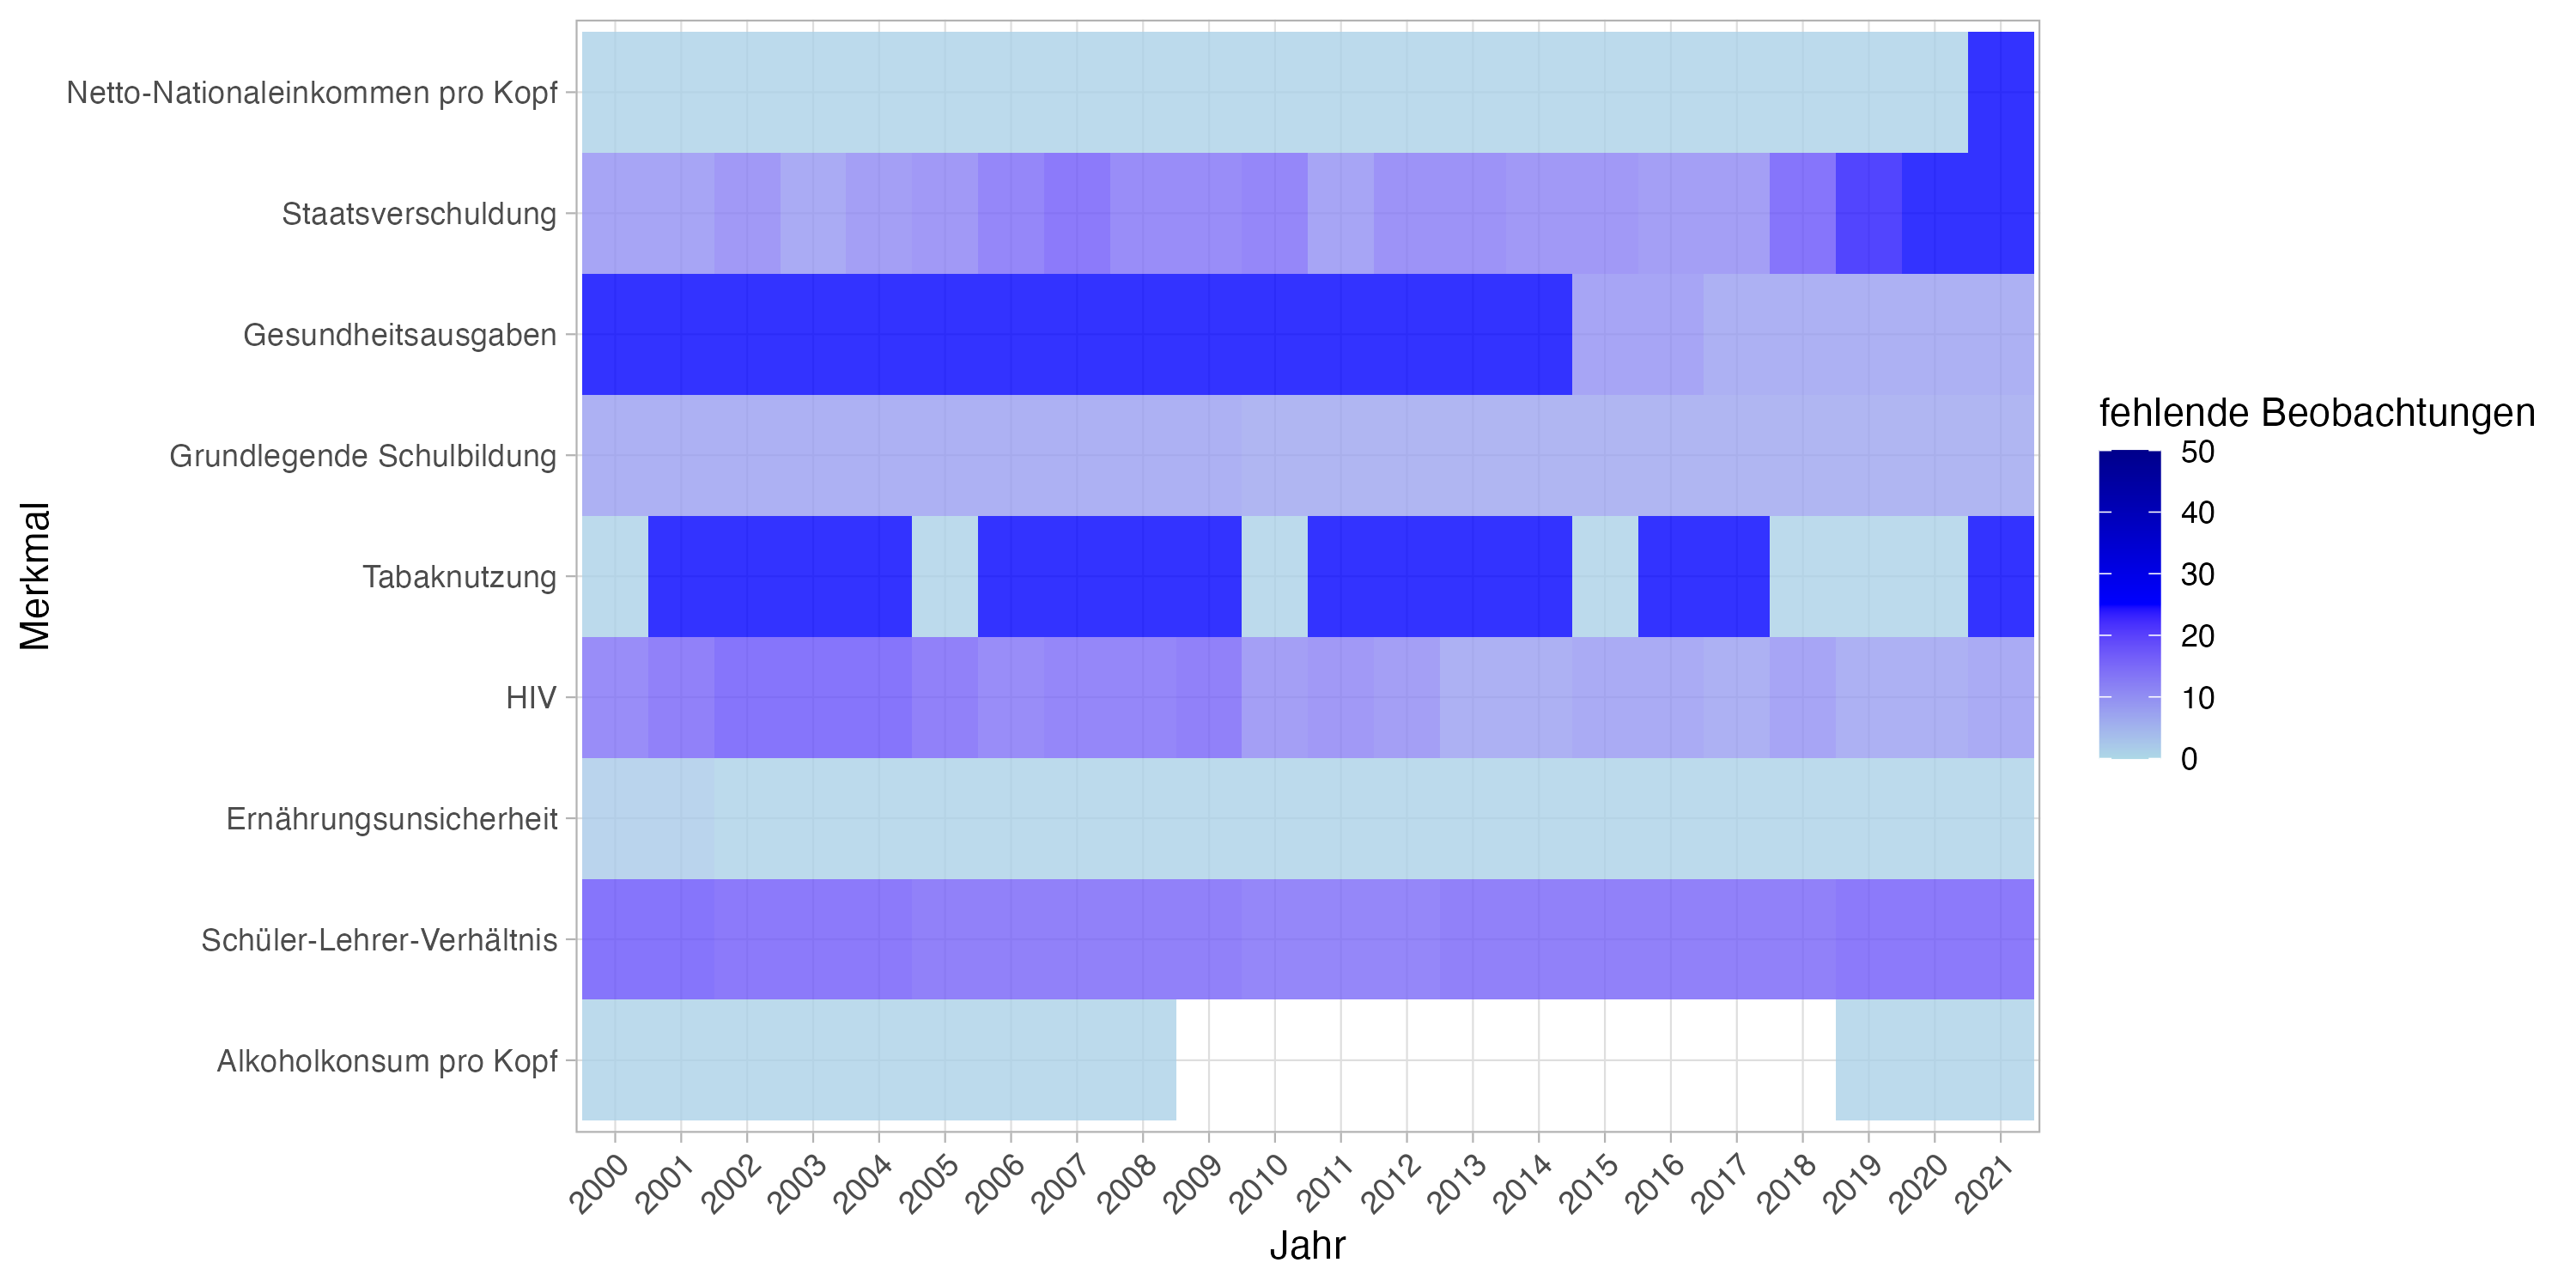 Merkmal
Netto-Nationaleinkommen pro Kopf
Staatsverschuldung
Gesundheitsausgaben
Grundlegende Schulbildung
Tabaknutzung
HIV
Ernährungsunsicherheit
Schüler-Lehrer-Verhältnis
Alkoholkonsum pro Kopf
2000
2001
2002
2003
2004
2005
2006
2007
2008
2009
2010
2011
2012
2013
2014
2015
2016
2017
2018
2019
2020
2021
Jahr
fehlende Beobachtungen
50
40
30
20
10
0